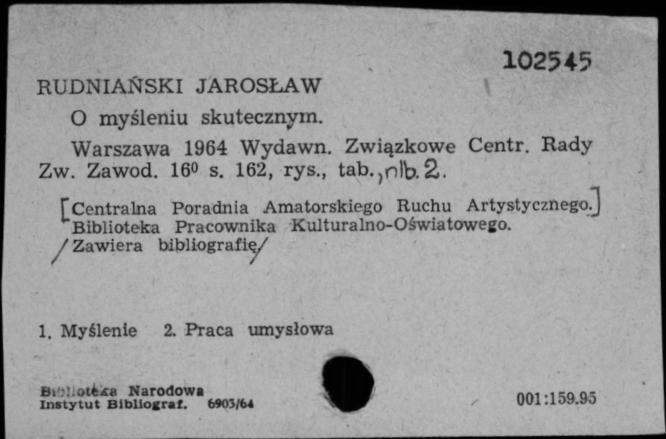 102545
RUDNIAŃSKI JAROSŁAW
O myśleniu skutecznym.
Warszawa 1964 Wydawn. Związkowe Centr. Rady
Zw. Zawod. 16⁰ s. 162, rys., tab., nlb. 2.
[Centralna Poradnia Amatorskiego Ruchu Artystycznego.]
Biblioteka Pracownika Kulturalno-Oświatowego.
/Zawiera bibliografię/
1. Myślenie 2. Praca umysłowa
Biblioteka Narodowa
Instytut Bibliograf. 6903/64
001:159.95